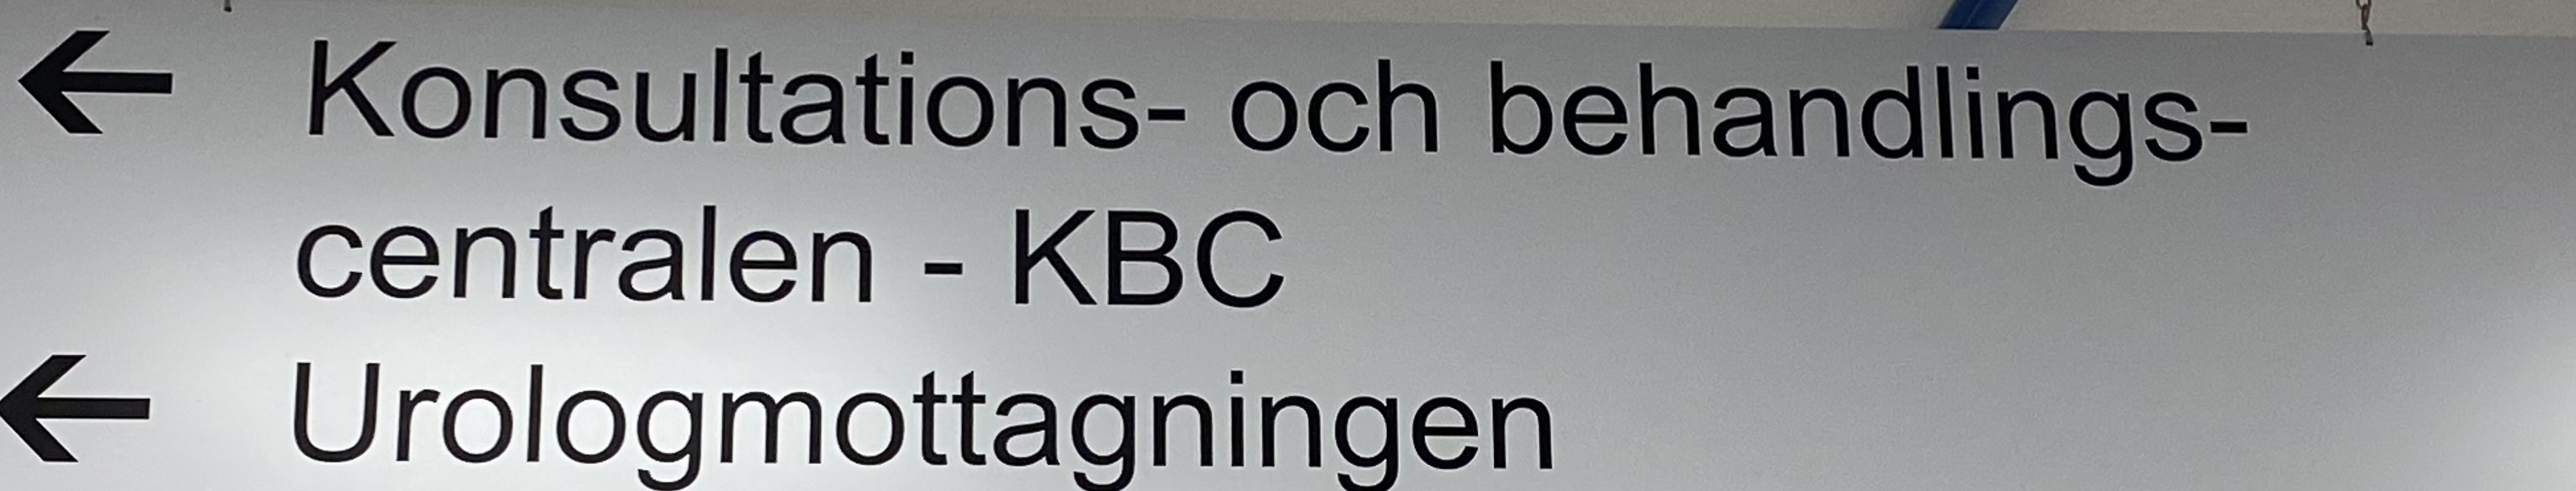 ← Konsultations- och behandlings-
centralen - KBC
← Urologmottagningen